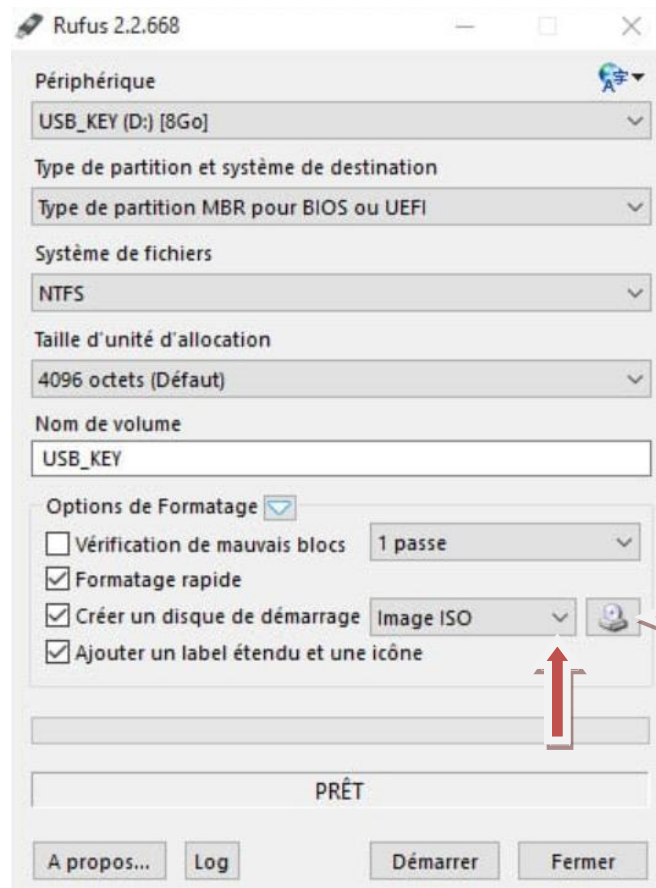 Rufus 2.2.668
Périphérique
USB_KEY (D:) [8Go]
Type de partition et système de destination
Type de partition MBR pour BIOS ou UEFI
Système de fichiers
NTFS
Taille d'unité d'allocation
4096 octets (Défaut)
Nom de volume
USB_KEY
Options de Formatage
Vérification de mauvais blocs 1 passe
Formatage rapide
Créer un disque de démarrage Image ISO
Ajouter un label étendu et une icône
PRÊT
A propos... Log Démarrer Fermer